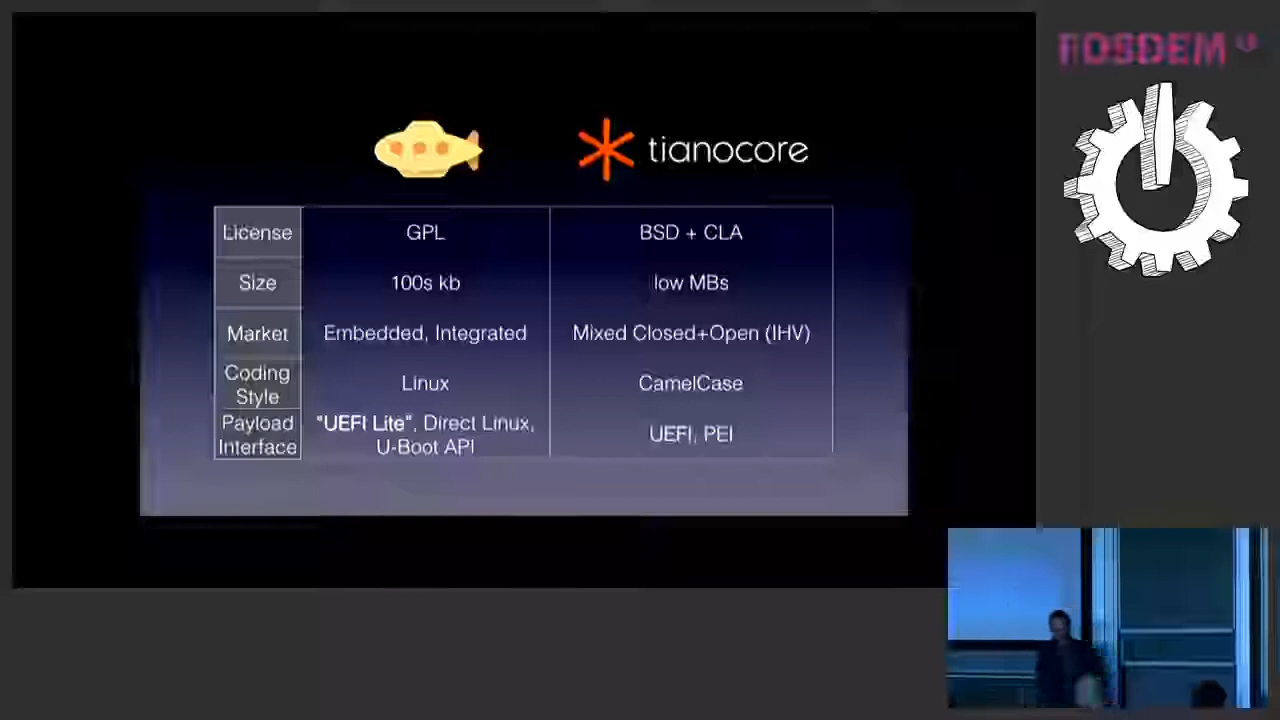 FOSDEM
tianocore
License GPL BSD + CLA
Size 100s kb low MBs
Market Embedded, Integrated Mixed Closed+Open (IHV)
Coding
Style Linux CamelCase
Payload "UEFI Lite", Direct Linux,
Interface U-Boot API UEFI, PEI